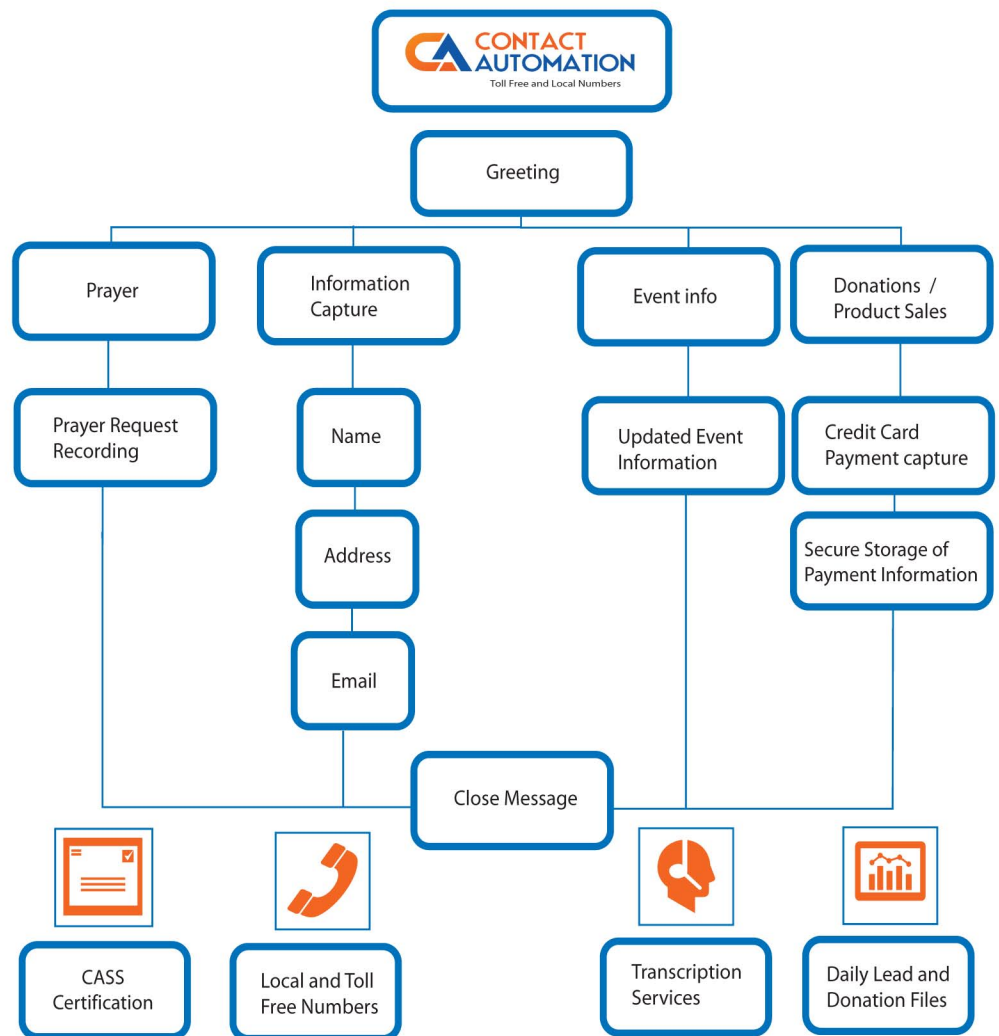 CONTACT
AUTOMATION
Toll Free and Local Numbers
Greeting
Prayer
Information
Capture
Event info
Donations /
Product Sales
Prayer Request
Recording
Name
Updated Event
Information
Credit Card
Payment capture
Address
Secure Storage of
Payment Information
Email
Close Message
CASS
Certification
Local and Toll
Free Numbers
Transcription
Services
Daily Lead and
Donation Files